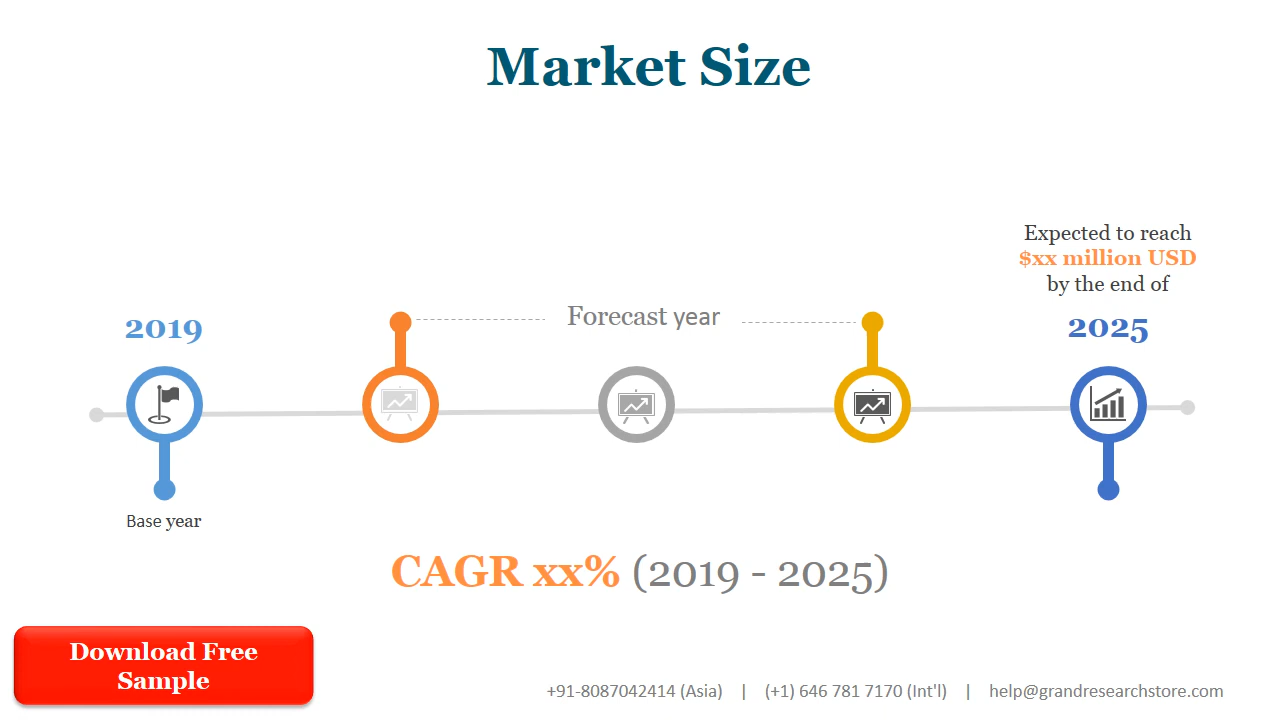 Market Size
Expected to reach
$xx million USD
by the end of
2019
Forecast year
2025
Base year
CAGR xx% (2019 - 2025)
Download Free
Sample
+91-8087042414 (Asia) | (+1) 646 781 7170 (Int'l) | help@grandresearchstore.com